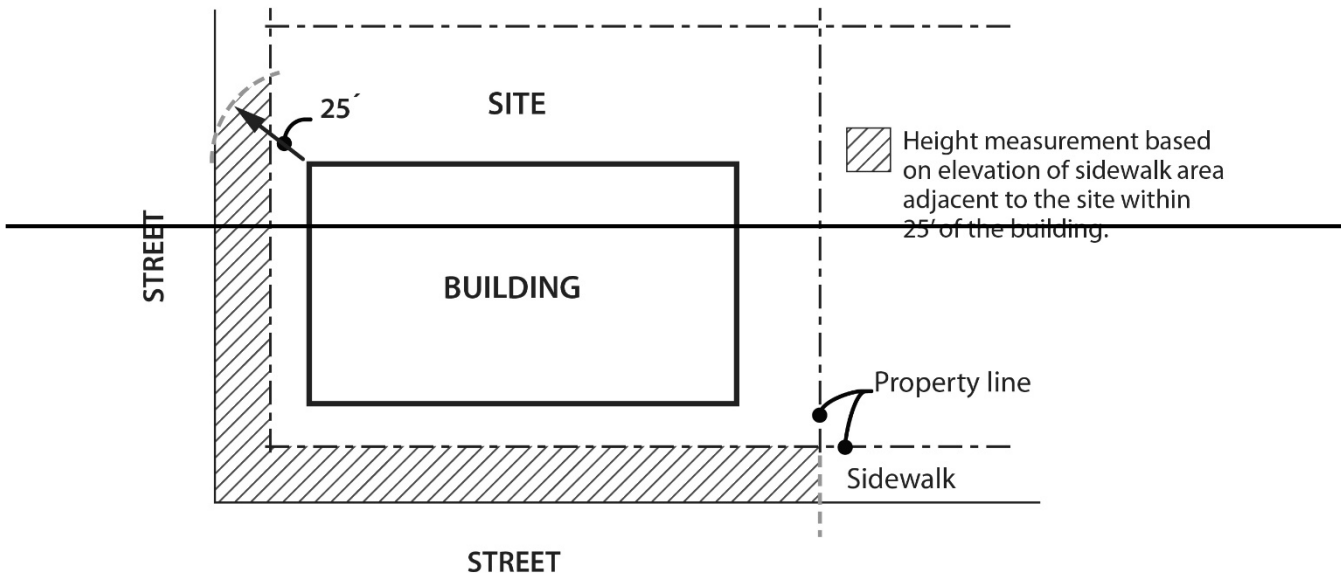 25´
SITE
Height measurement based
on elevation of sidewalk area
adjacent to the site within
25´of the building.
STREET
BUILDING
Property line
Sidewalk
STREET